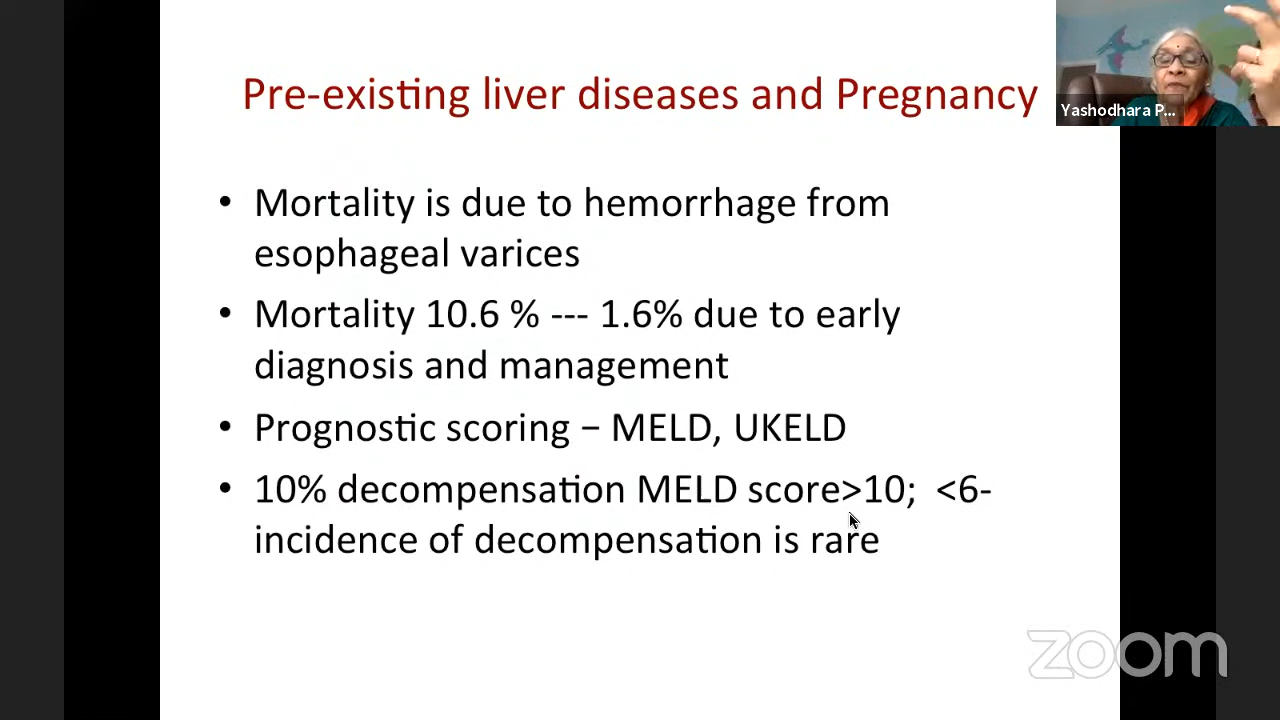 Pre-existing liver diseases and Pregnancy
Yashodhara P...
• Mortality is due to hemorrhage from
esophageal varices
• Mortality 10.6 % --- 1.6% due to early
diagnosis and management
• Prognostic scoring – MELD, UKELD
• 10% decompensation MELD score>10;  <6-
incidence of decompensation is rare
zoom